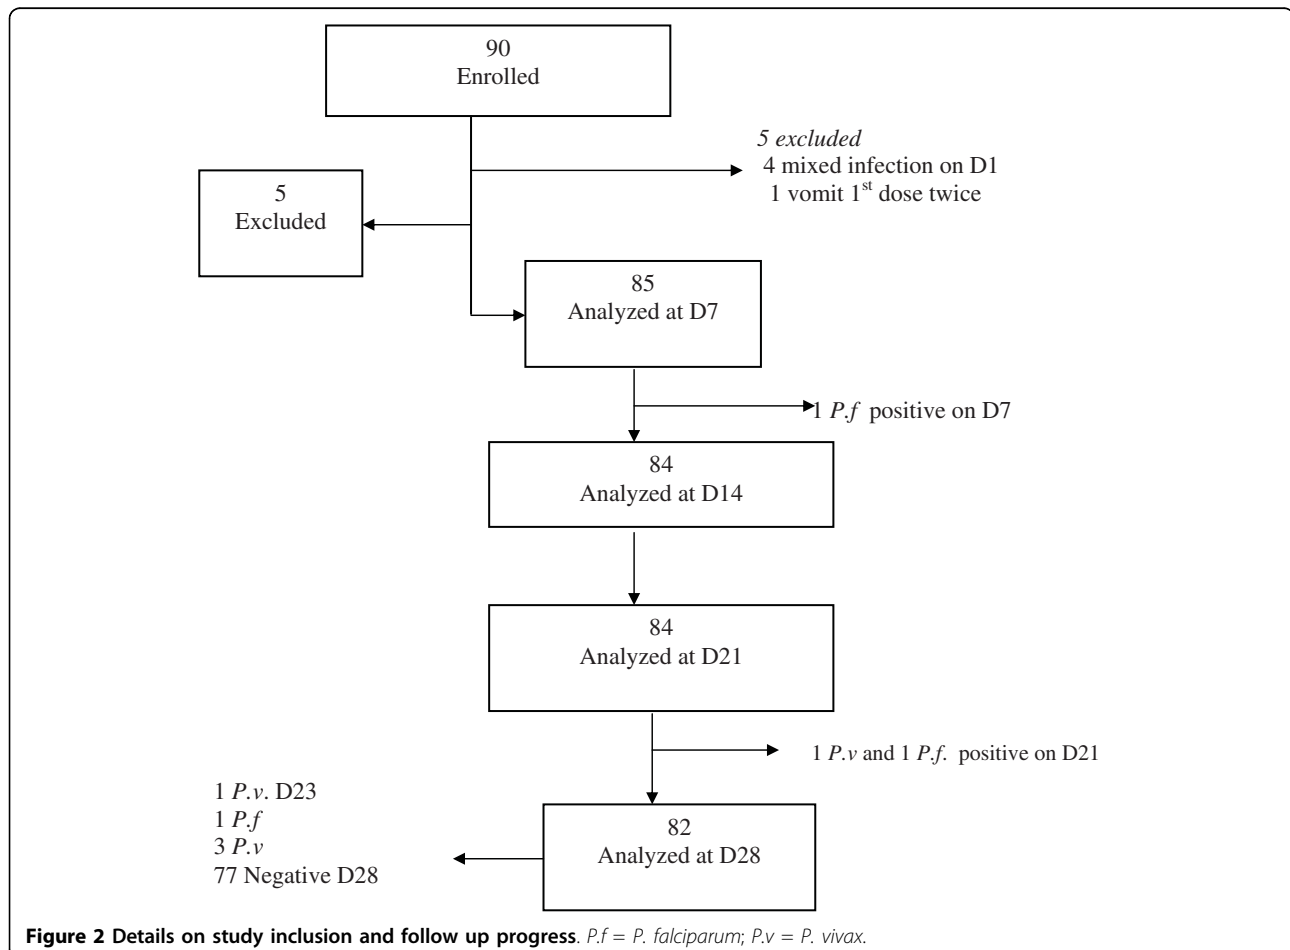 90
Enrolled
5 excluded
4 mixed infection on D1
1 vomit 1st dose twice
5
Excluded
85
Analyzed at D7
1 P.f positive on D7
84
Analyzed at D14
84
Analyzed at D21
1 P.v and 1 P.f. positive on D21
1 P.v. D23
1 P.f
3 P.v
77 Negative D28
82
Analyzed at D28
Figure 2 Details on study inclusion and follow up progress. P.f = P. falciparum; P.v = P. vivax.